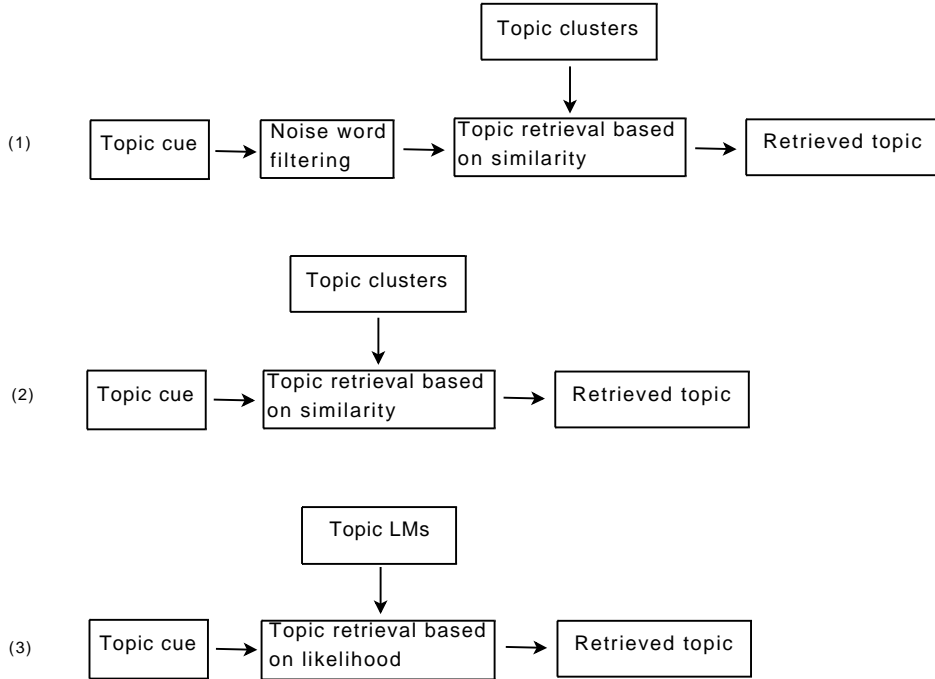 Topic clusters
(1)
Topic cue
Noise word
filtering
Topic retrieval based
on similarity
Retrieved topic
Topic clusters
(2)
Topic cue
Topic retrieval based
on similarity
Retrieved topic
Topic LMs
(3)
Topic cue
Topic retrieval based
on likelihood
Retrieved topic